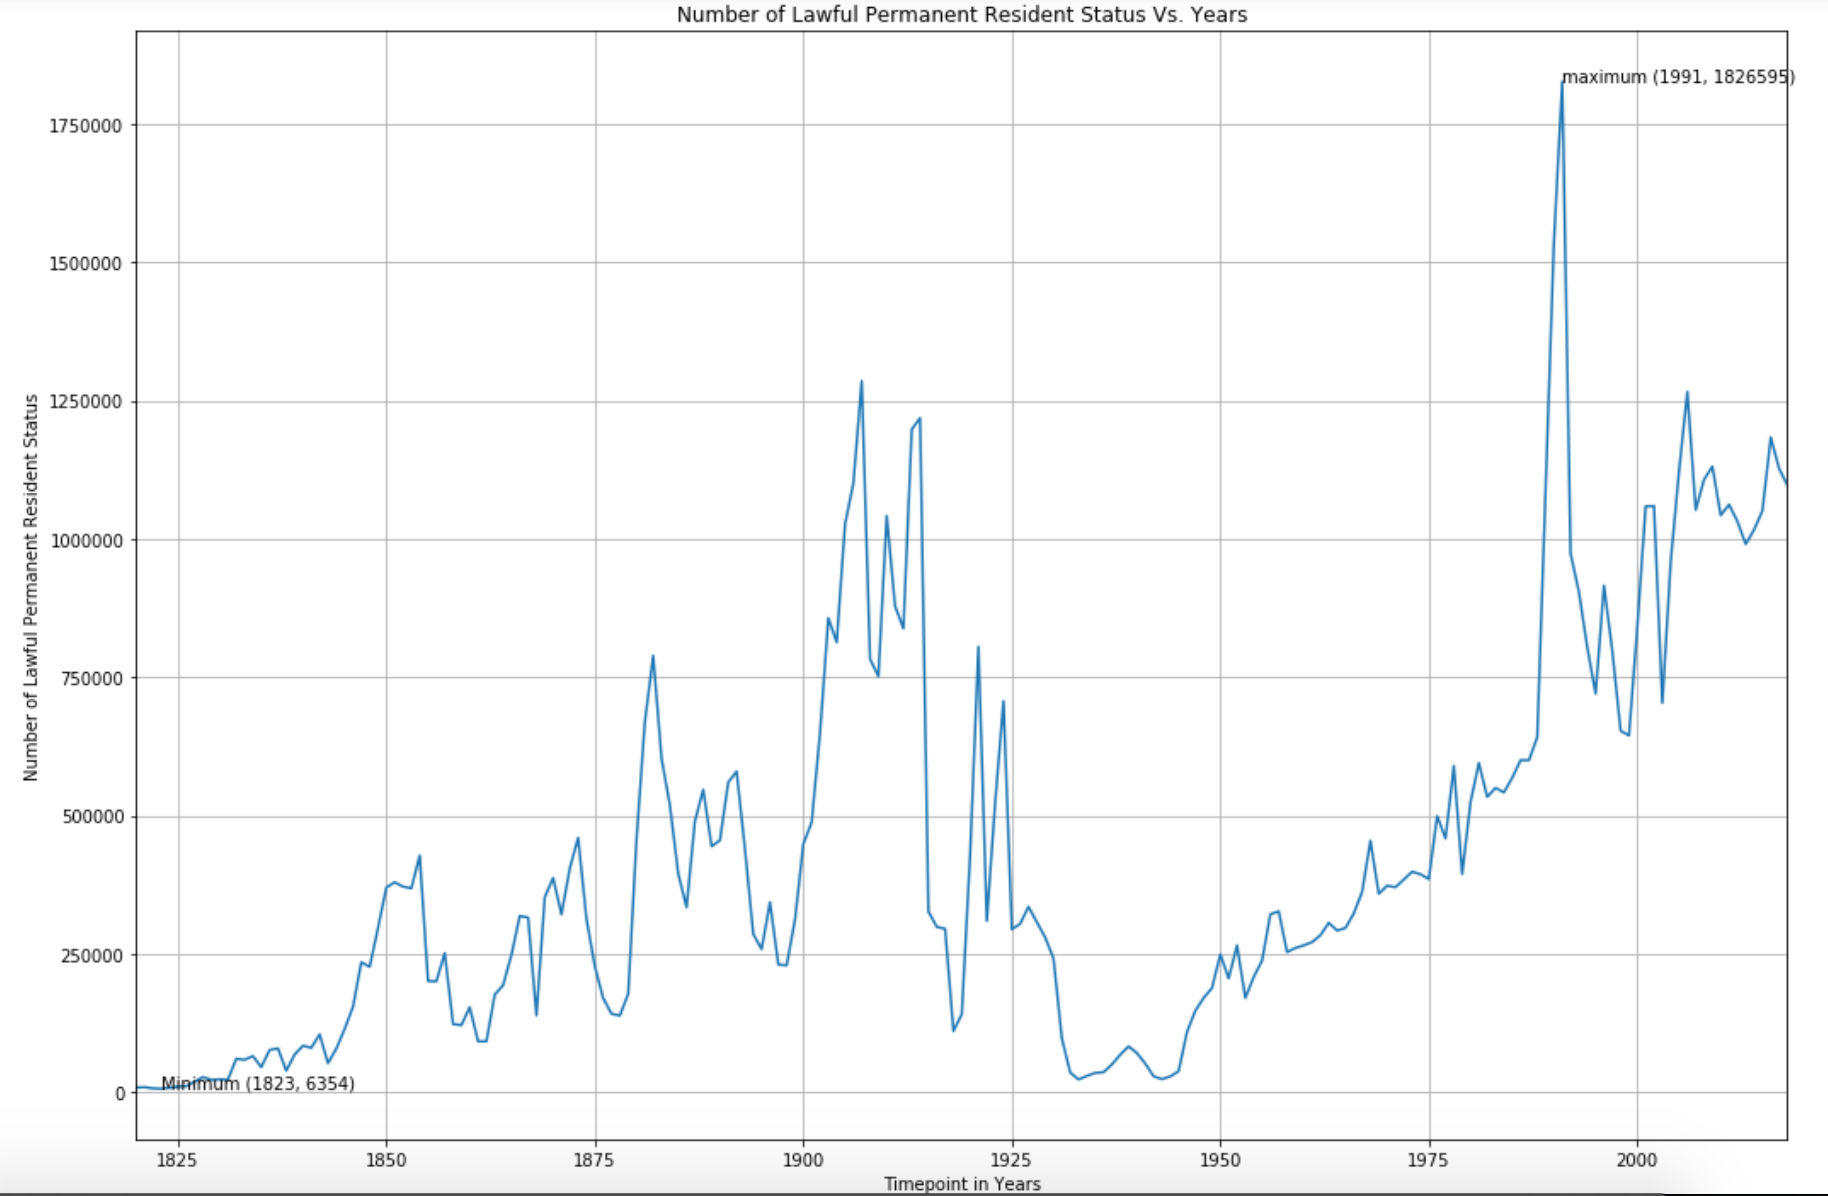 Number of Lawful Permanent Resident Status Vs. Years
maximum (1991, 1826595)
1750000
1500000
1250000
1000000
750000
500000
250000
0
Number of Lawful Permanent Resident Status
Minimum (1823, 6354)
1825 1850 1875 1900 1925 1950 1975 2000
Timepoint in Years